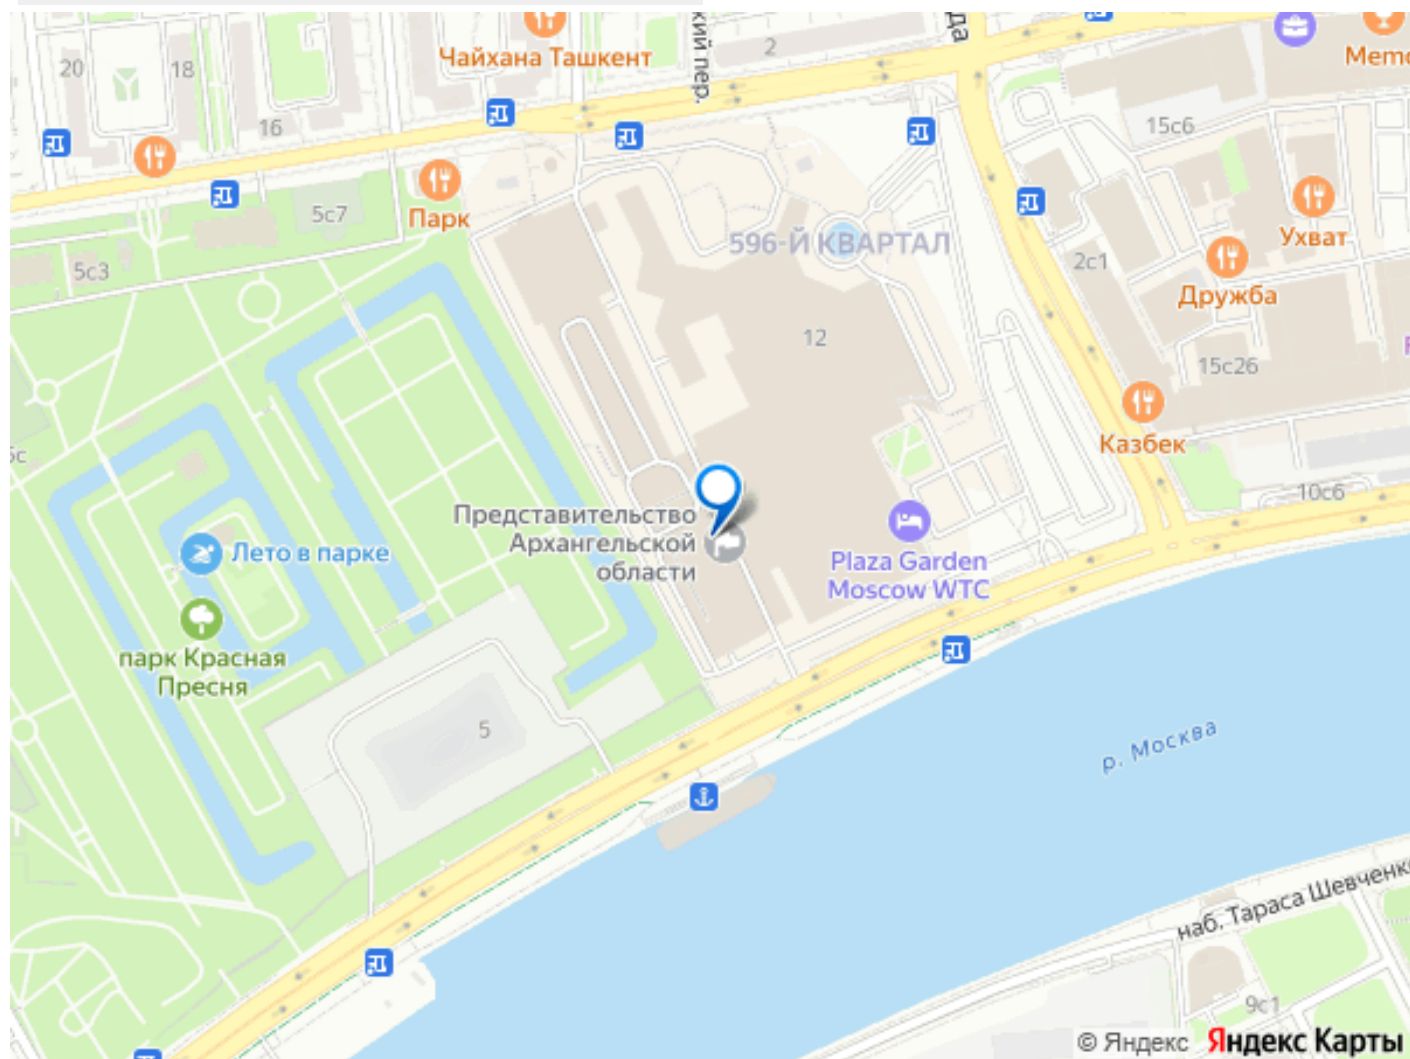 20
18
Чайхана Ташкент
кий пер.
2
да
16
15с6
5с7
Парк
5с3
596-Й КВАРТАЛ
2с1
Ухват
Дружба
12
15с26
Казбек
10с6
Представительство
Архангельской
области
Лето в парке
Plaza Garden
Moscow WTC
парк Красная
Пресня
5
р. Москва
наб. Тараса Шевченк
9с1
© Яндекс Яндекс Карты